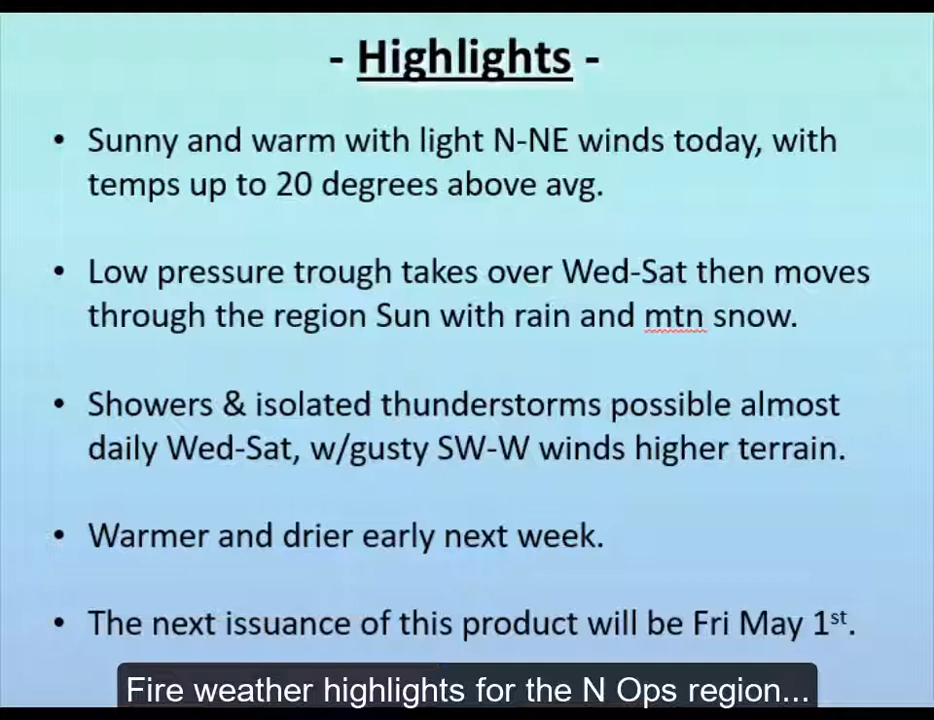 - Highlights -
• Sunny and warm with light N-NE winds today, with
temps up to 20 degrees above avg.
• Low pressure trough takes over Wed-Sat then moves
through the region Sun with rain and mtn snow.
• Showers & isolated thunderstorms possible almost
daily Wed-Sat, w/gusty SW-W winds higher terrain.
• Warmer and drier early next week.
• The next issuance of this product will be Fri May 1st.
Fire weather highlights for the N Ops region...